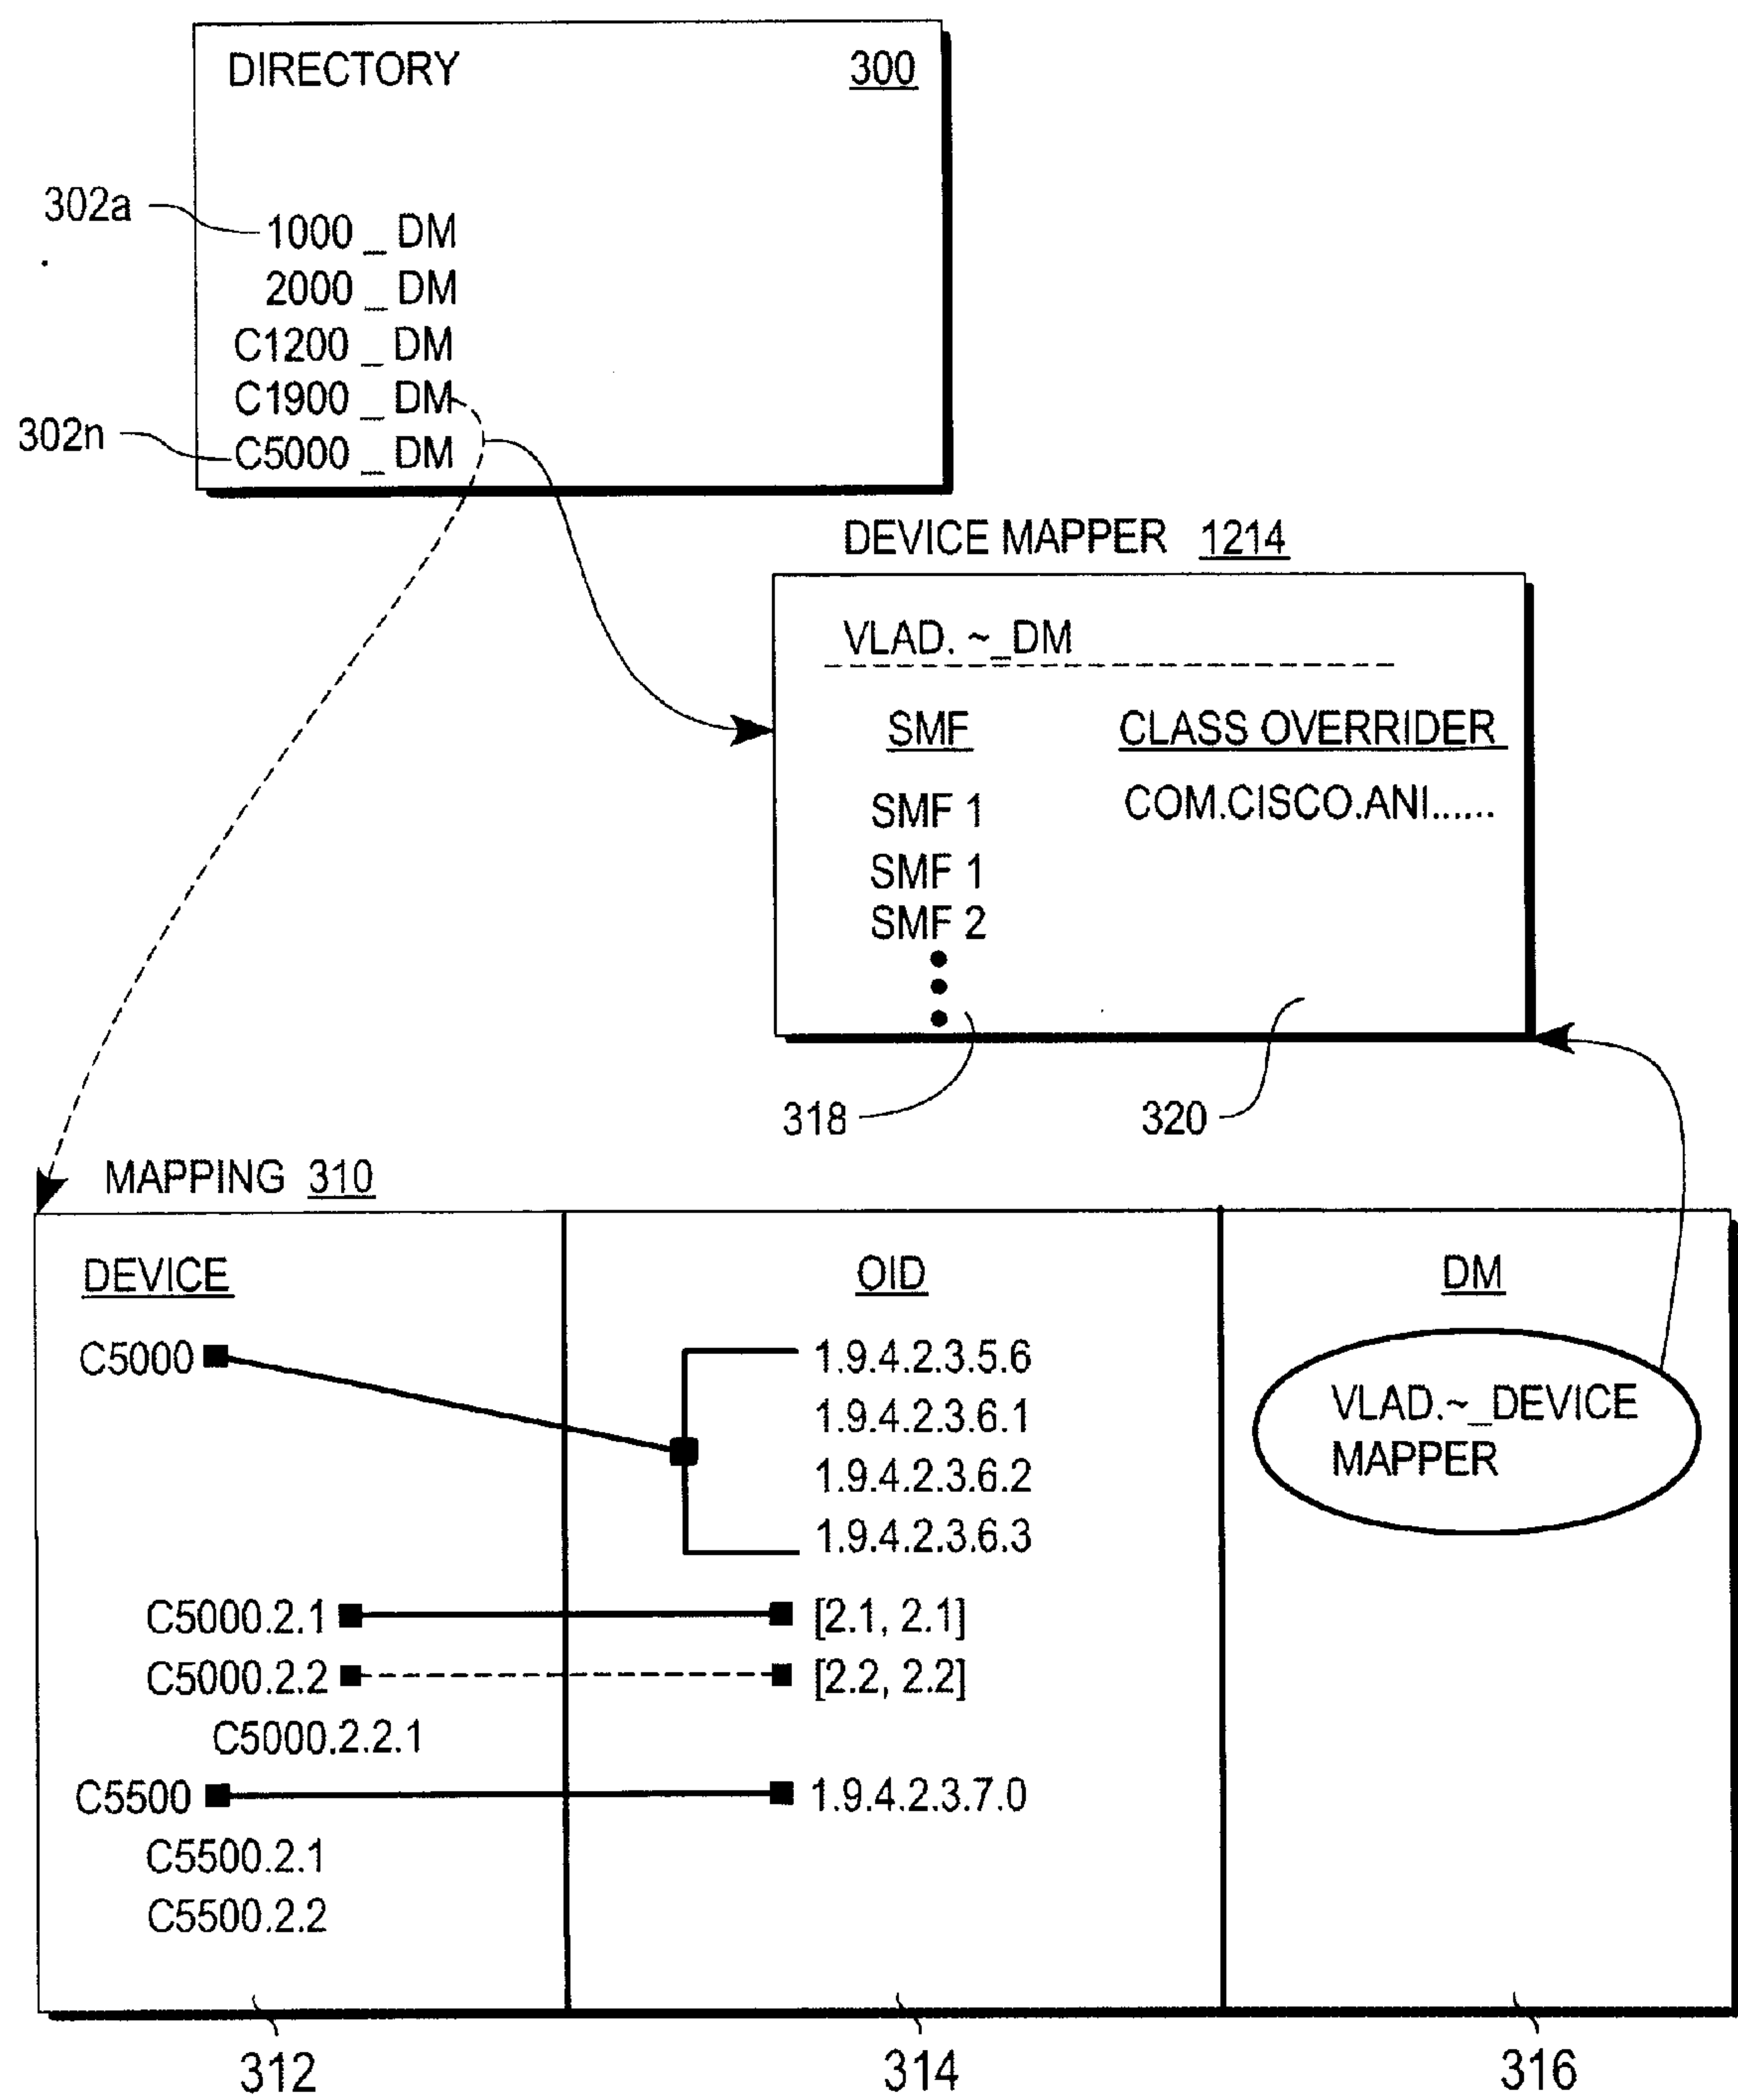 DIRECTORY 300
302a
1000 _ DM
2000 _ DM
C1200 _ DM
C1900 _ DM
302n
C5000 _ DM
DEVICE MAPPER 1214
VLAD. ~_DM
SMF CLASS OVERRIDER
SMF 1 COM.CISCO.ANI......
SMF 1
SMF 2
318 320
MAPPING 310
DEVICE OID DM
C5000 1.9.4.2.3.5.6
1.9.4.2.3.6.1
1.9.4.2.3.6.2
1.9.4.2.3.6.3
VLAD.~_DEVICE
MAPPER
C5000.2.1 [2.1, 2.1]
C5000.2.2 [2.2, 2.2]
C5000.2.2.1
C5500 1.9.4.2.3.7.0
C5500.2.1
C5500.2.2
312 314 316